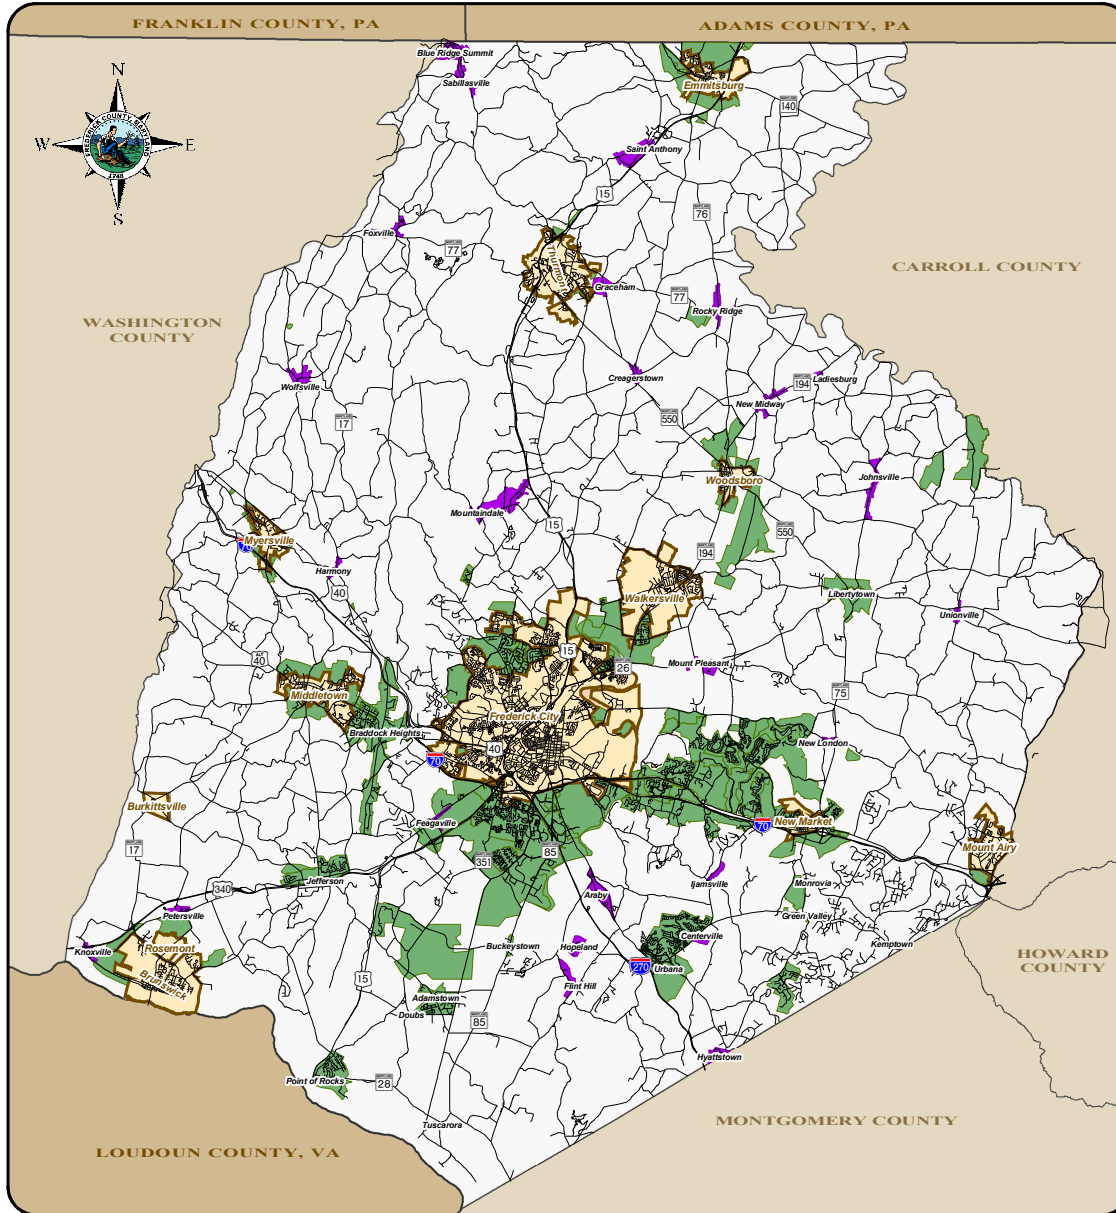 FRANKLIN COUNTY, PA
ADAMS COUNTY, PA
Blue Ridge Summit
Sabillasville
Emmitsburg
N
W
E
S
FREDERICK COUNTY, MARYLAND
1748
140
Saint Anthony
15
76
Foxville
77
Thurmont
CARROLL COUNTY
Graceham
77
Rocky Ridge
WASHINGTON
COUNTY
Wolfsville
Creagerstown
194
Ladiesburg
New Midway
17
550
Woodsboro
Johnsville
Mountaindale
15
Myersville
70
550
194
Harmony
40
Walkersville
Libertytown
Unionville
ALT
40
15
26
Mount Pleasant
Middletown
75
Frederick City
Braddock Heights
40
New London
70
Burkittsville
Feagaville
70
New Market
Mount Airy
17
351
85
Jefferson
340
Ijamsville
Monrovia
Araby
Petersville
Green Valley
Centerville
Kemptown
Knoxville
Rosemont
Buckeystown
Hopeland
HOWARD
COUNTY
270
Urbana
Brunswick
15
Flint Hill
Adamstown
Doubs
85
Hyattstown
Point of Rocks
28
Tuscarora
MONTGOMERY COUNTY
LOUDOUN COUNTY, VA